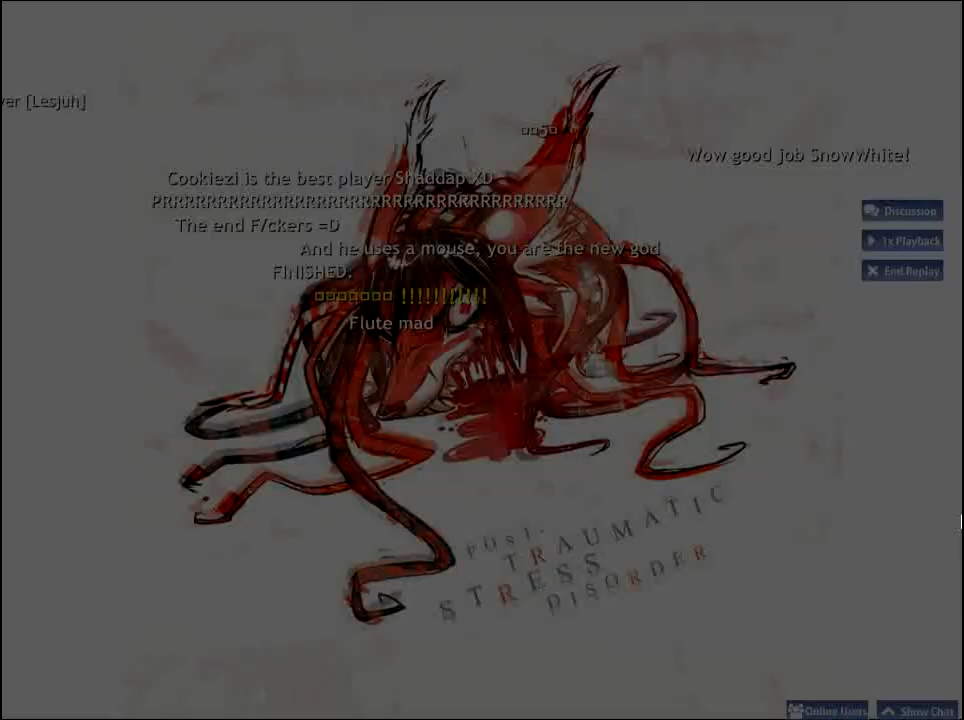 ver [Lesjuh]
Wow good job SnowWhite!
Cookiezi is the best player Shaddap XD
PRRRRRRRRRRRRRRRRRRRRRRRRRRRRRRRRRRRRR
The end F/ckers =D
And he uses a mouse, you are the new god
FINISHED.
!!!!!!!!!!!
Flute mad
Discussion
1x Playback
End Replay
POST-
TRAUMATIC
STRESS
DISORDER
Online Users
Show Chat